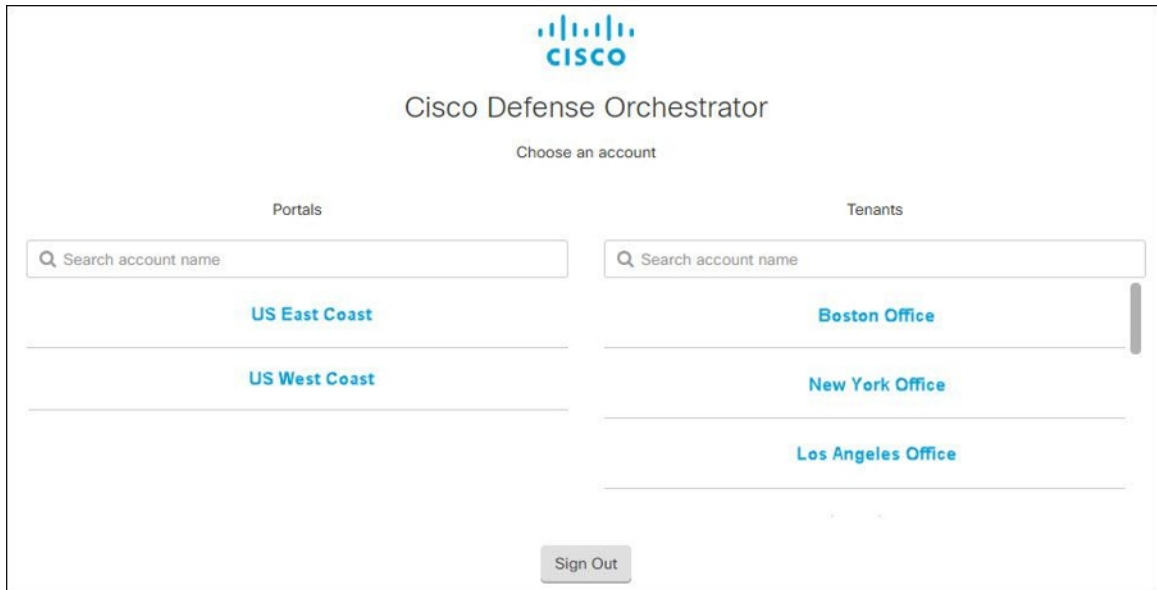 CISCO
Cisco Defense Orchestrator
Choose an account
Portals
Tenants
Search account name
Search account name
US East Coast
Boston Office
US West Coast
New York Office
Los Angeles Office
Sign Out